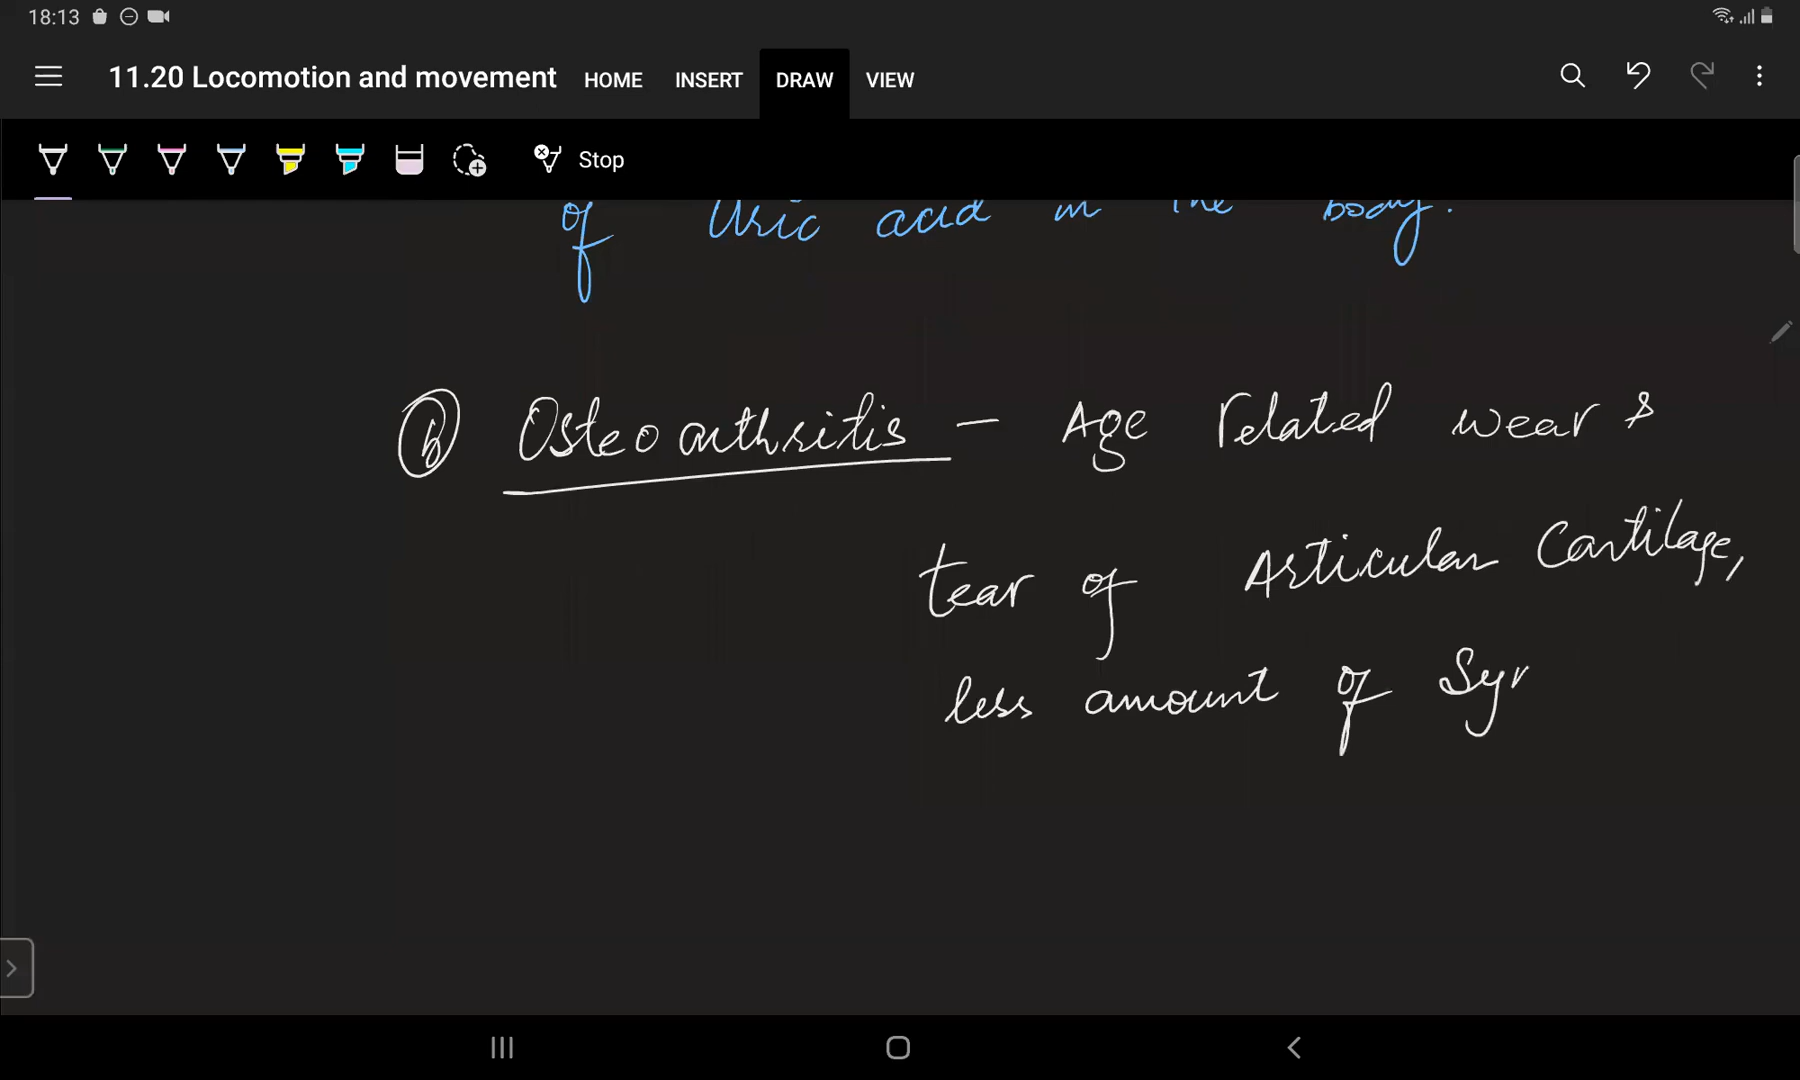 18:13
11.20 Locomotion and movement HOME INSERT DRAW VIEW
Stop
of Uric acid in the body.
(b) Osteoarthritis - Age related wear &
tear of Articular Cartilage,
less amount of Syn